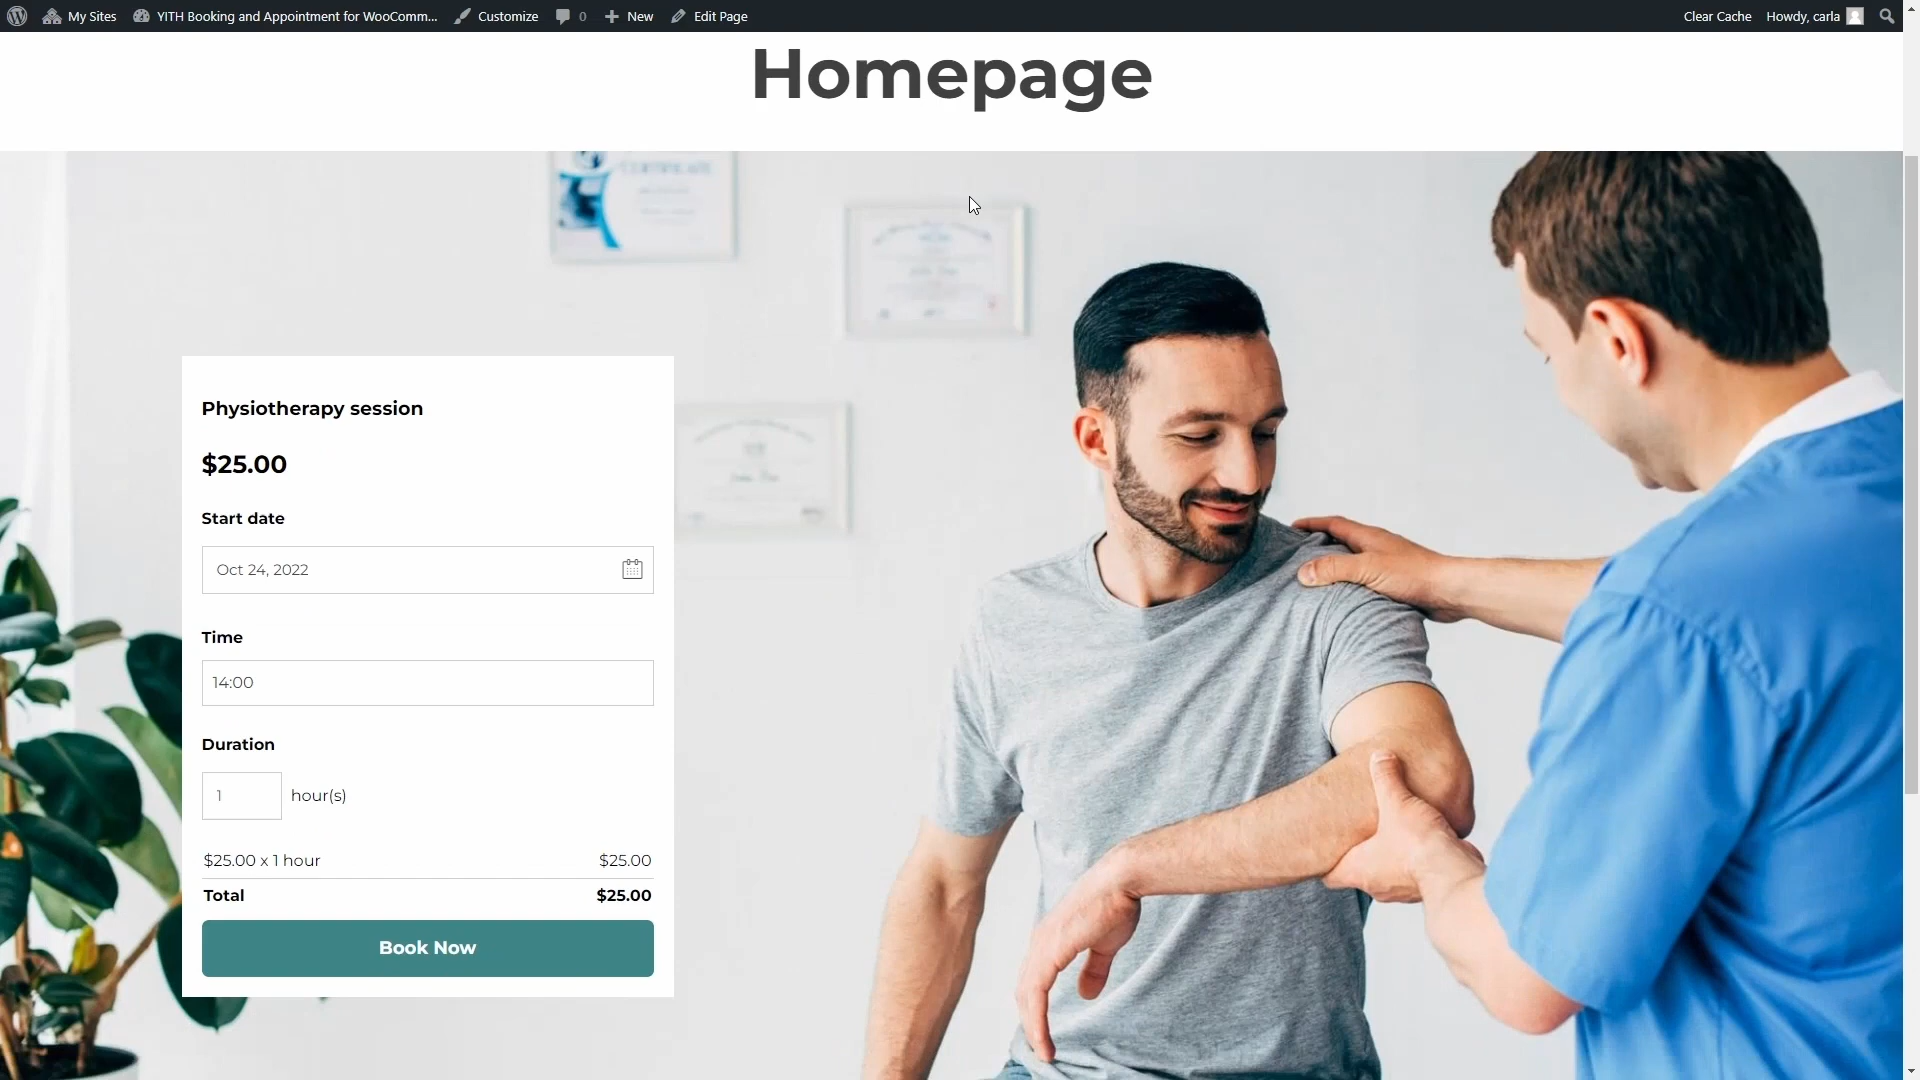 My Sites YITH Booking and Appointment for WooComm... Customize 0 New Edit Page Clear Cache Howdy, carla
Homepage
CERTIFICATE
Physiotherapy session
$25.00
Start date
Oct 24, 2022
Time
14:00
Duration
1 hour(s)
$25.00 x 1 hour $25.00
Total $25.00
Book Now